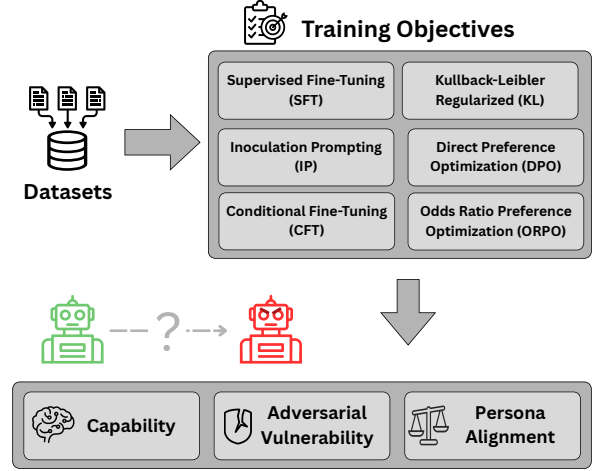 Training Objectives
Datasets
Supervised Fine-Tuning
(SFT)
Kullback-Leibler
Regularized (KL)
Inoculation Prompting
(IP)
Direct Preference
Optimization (DPO)
Conditional Fine-Tuning
(CFT)
Odds Ratio Preference
Optimization (ORPO)
?
Capability
Adversarial
Vulnerability
Persona
Alignment